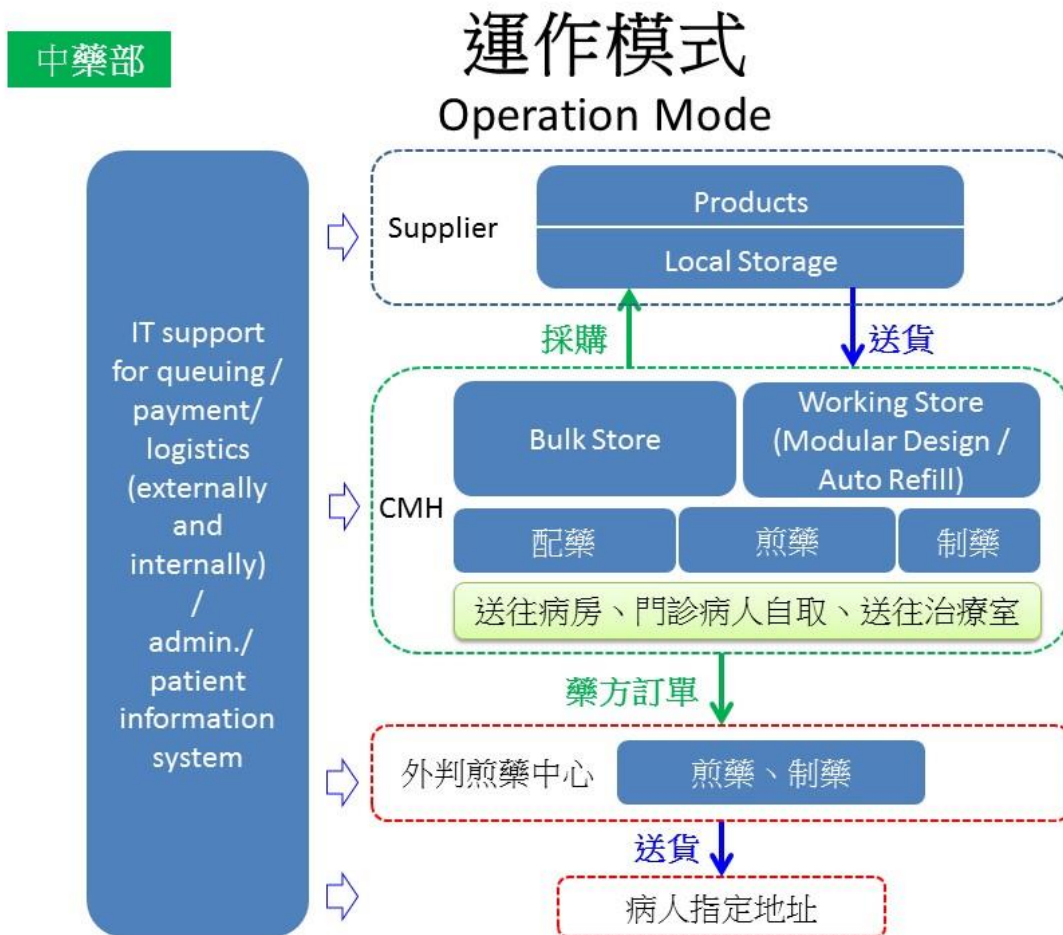 中藥部
運作模式
Operation Mode
IT support
for queuing /
payment/
logistics
(externally
and
internally)
/
admin./
patient
information
system
Supplier
Products
Local Storage
採購
送貨
CMH
Bulk Store
Working Store
(Modular Design /
Auto Refill)
配藥
煎藥
制藥
送往病房、門診病人自取、送往治療室
藥方訂單
外判煎藥中心
煎藥、制藥
送貨
病人指定地址